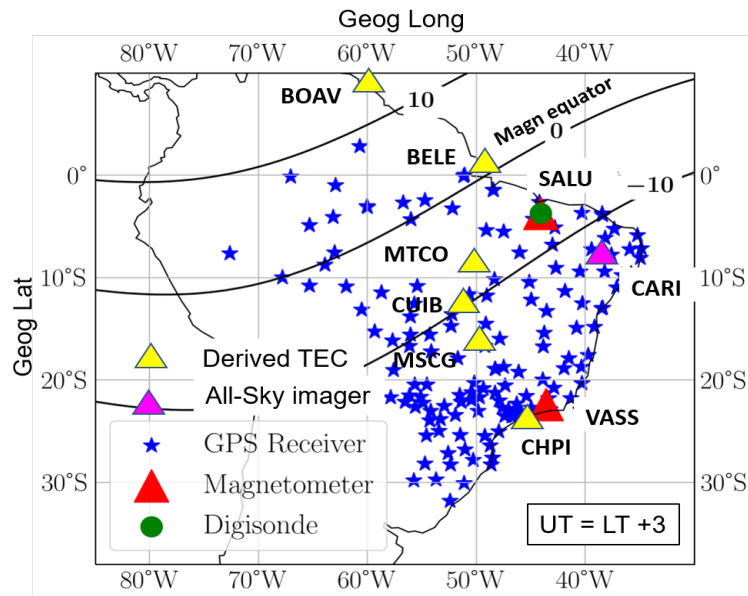 Geog Long
80°W 70°W 60°W 50°W 40°W
BOAV
10
Magn equator
0
BELE
SALU
0°
0°
−10
MTCO
10°S
10°S
CARI
CUIB
Geog Lat
MSCG
Derived TEC
20°S
20°S
All-Sky imager
VASS
GPS Receiver
CHPI
Magnetometer
30°S
30°S
Digisonde
UT = LT +3
80°W 70°W 60°W 50°W 40°W